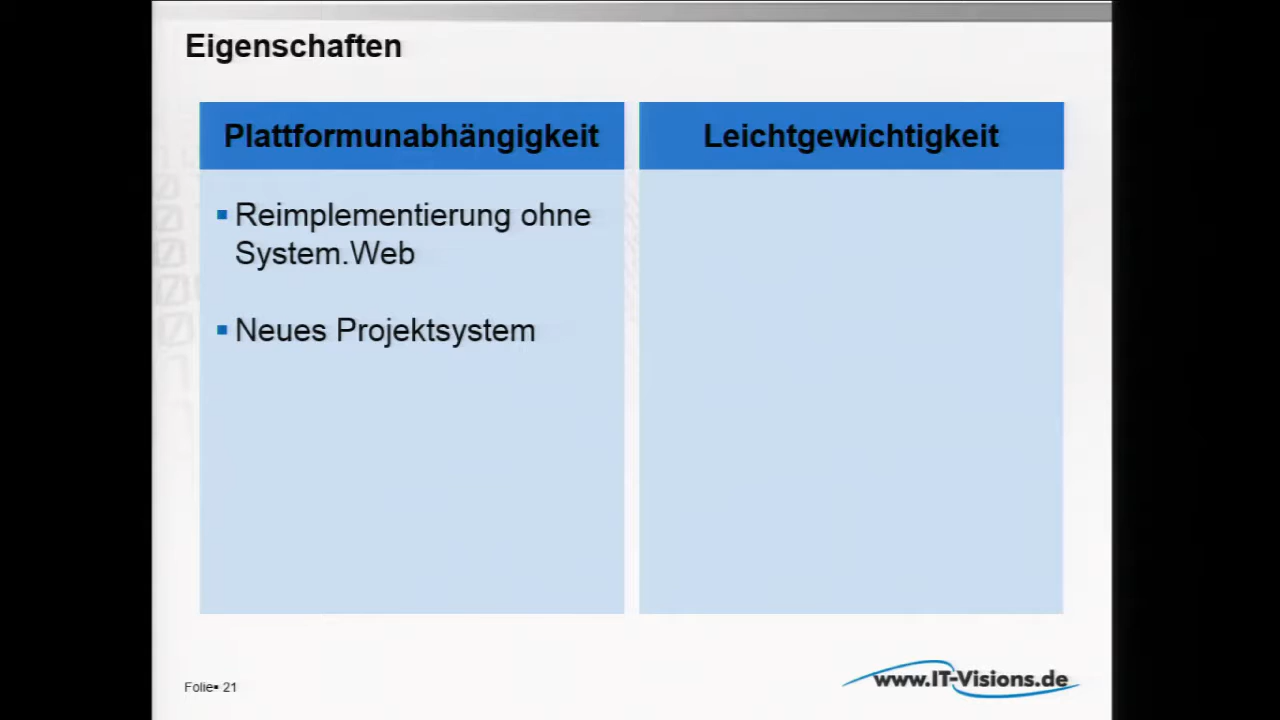 Eigenschaften
Plattformunabhängigkeit
▪ Reimplementierung ohne
System.Web
▪ Neues Projektsystem
Leichtgewichtigkeit
Folie▪ 21
www.IT-Visions.de